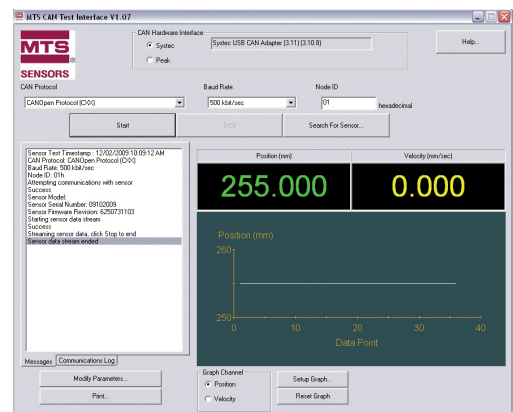 MTS CAN Test Interface V1.07
MTS
®
SENSORS
CAN Hardware Interface
Systec
Systec USB CAN Adapter (3.11) (3.10.8)
Peak
Help...
CAN Protocol
Baud Rate
Node ID
CANOpen Protocol (CXX)
500 kbit/sec
01
hexadecimal
Start
Stop
Search For Sensor...
Sensor Test Timestamp : 12/02/2009 10:09:12 AM
CAN Protocol: CANOpen Protocol (CXX)
Baud Rate: 500 kbit/sec
Node ID: 01h
Attempting communications with sensor
Success
Sensor Model:
Sensor Serial Number: 09102009
Sensor Firmware Revision: 6250731103
Starting sensor data stream
Success
Streaming sensor data, click Stop to end
Sensor data stream ended
Position (mm)
Velocity (mm/sec)
255.000
0.000
Position (mm)
260
250
0
10
20
30
40
Data Point
Messages
Communications Log
Modify Parameters...
Print...
Graph Channel
Position
Velocity
Setup Graph...
Reset Graph